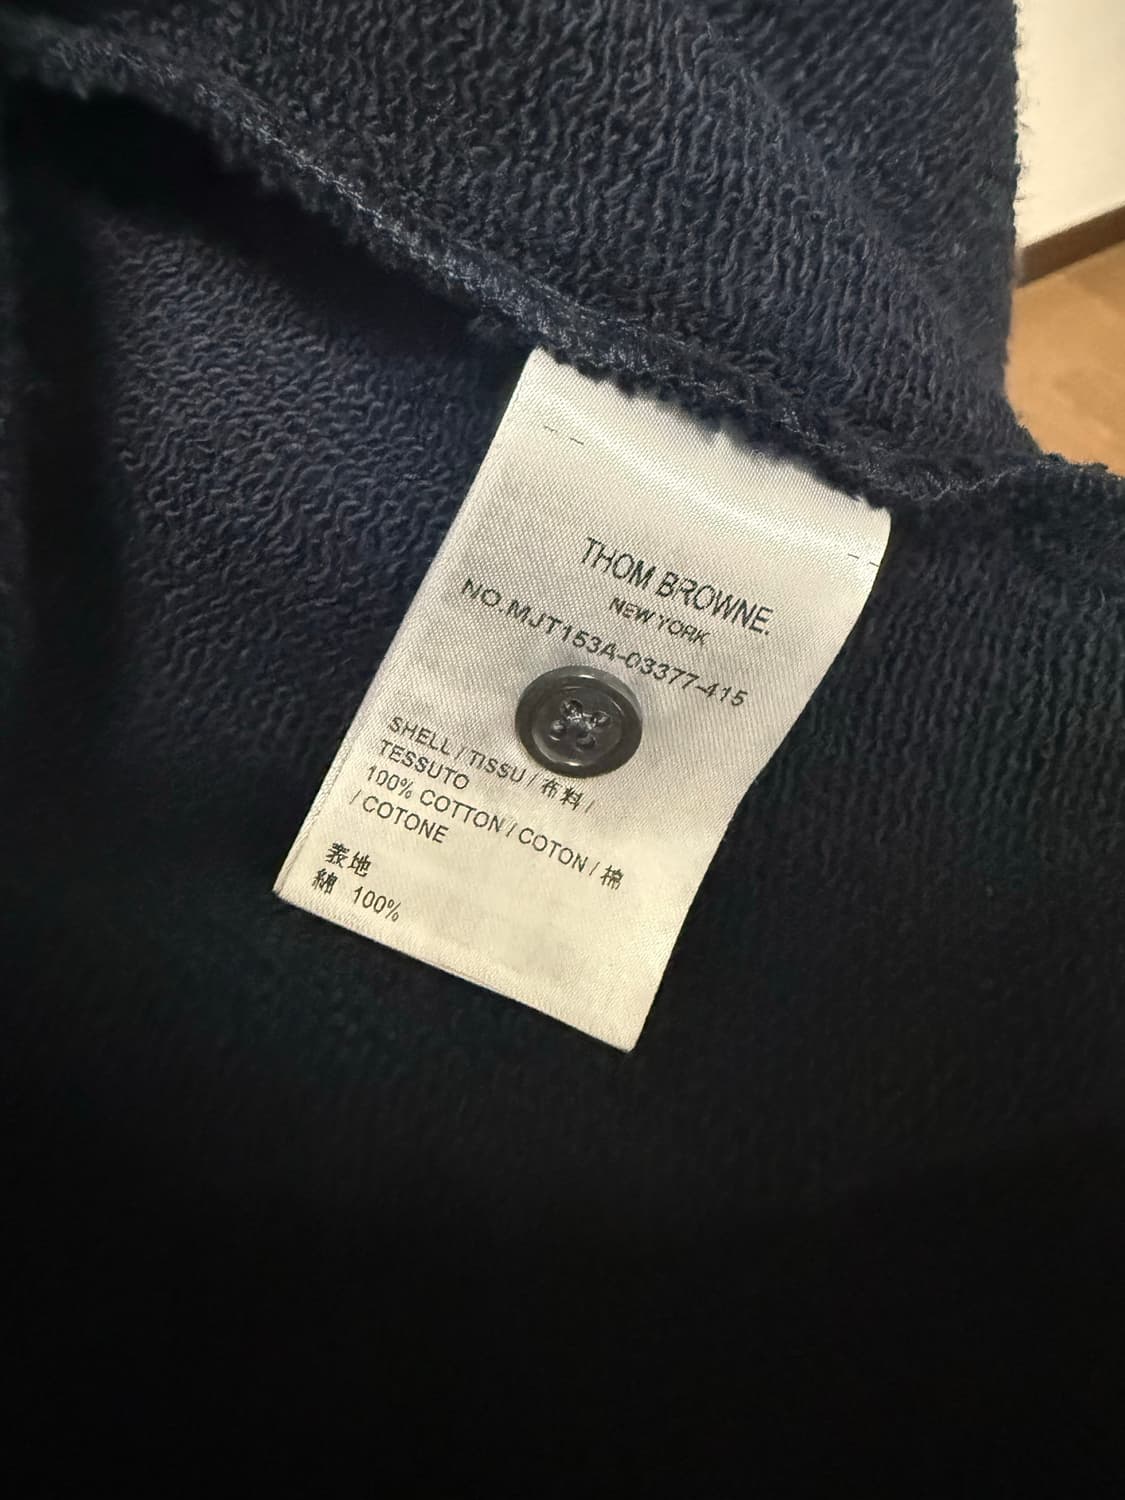 THOM BROWNE.
NEW YORK
NO.MJT153A-03377-415
SHELL / TISSU / 布料 /
TESSUTO
100% COTTON / COTON / 棉
/ COTONE
表地
綿 100%